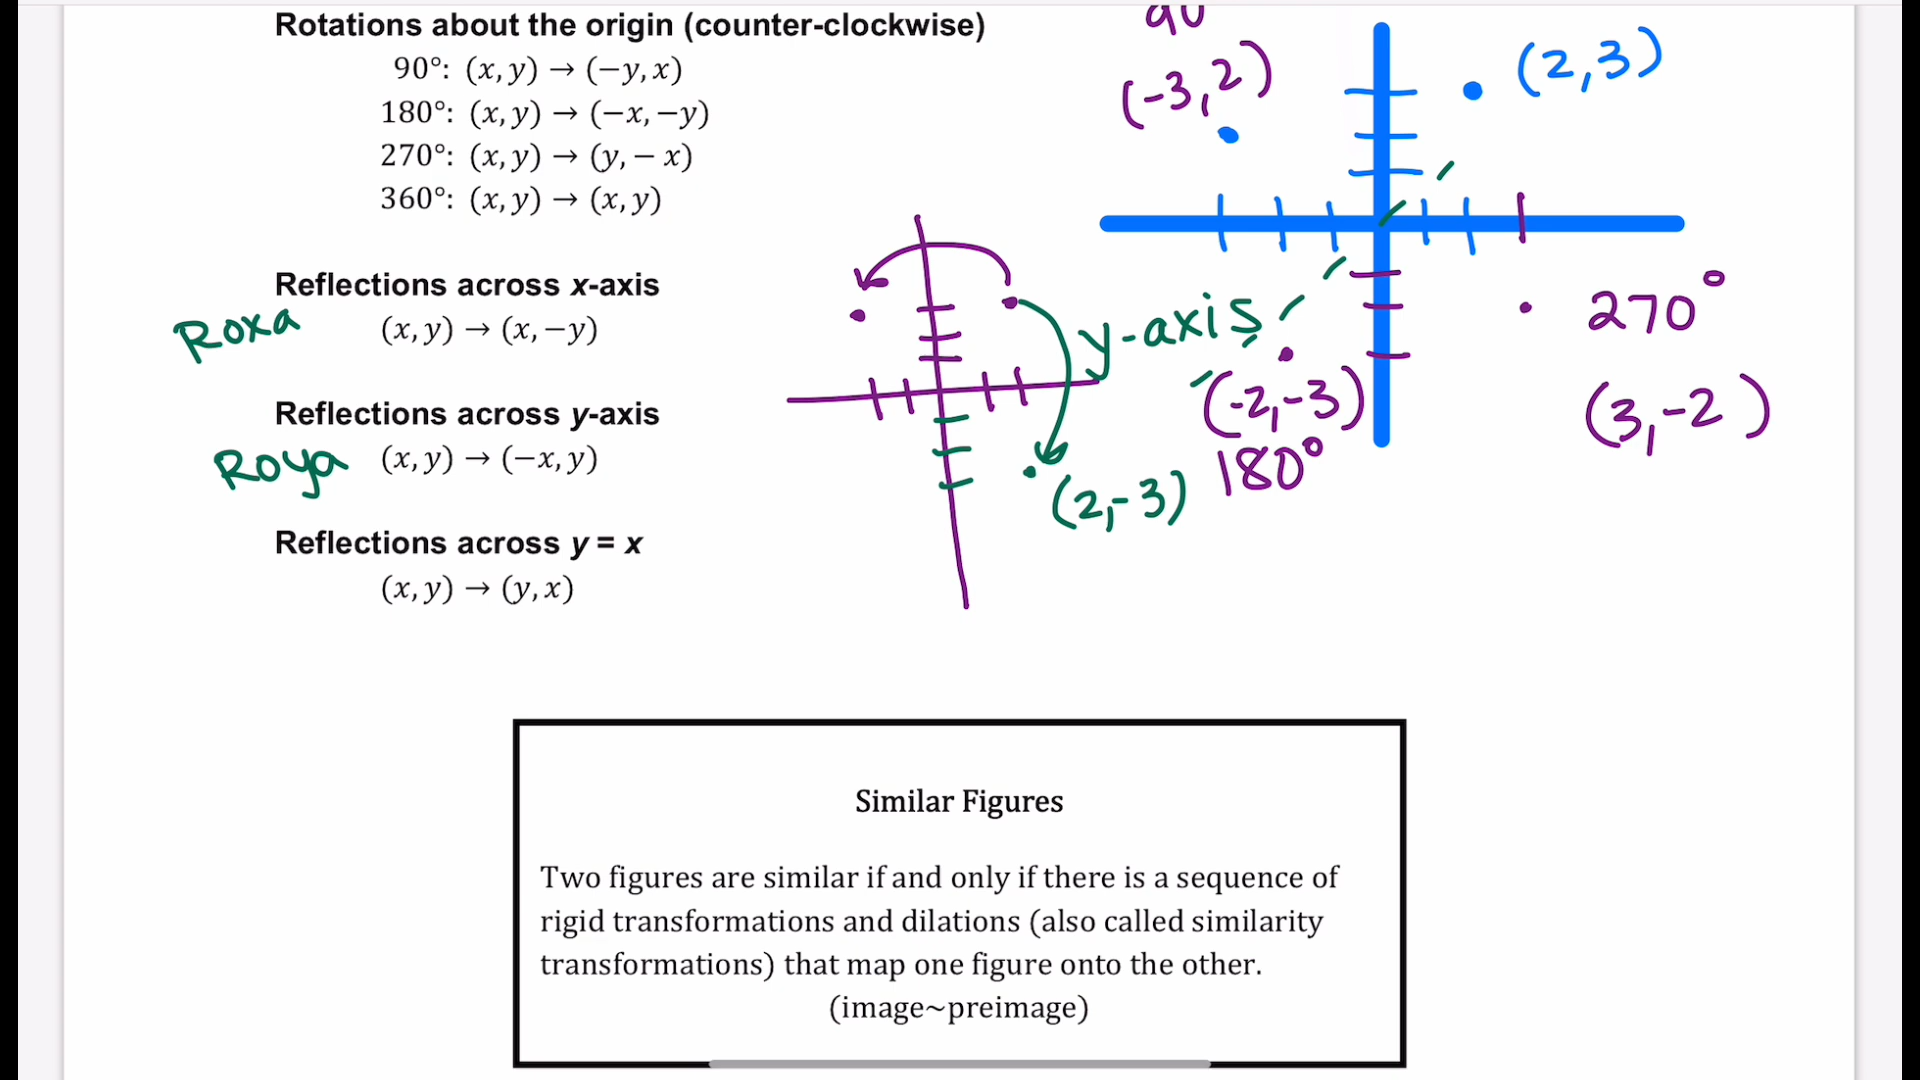 Rotations about the origin (counter-clockwise)
90°: (x, y) → (−y, x)
180°: (x, y) → (−x, −y)
270°: (x, y) → (y, − x)
360°: (x, y) → (x, y)
90
(-3,2)
(2,3)
Reflections across x-axis
Roxa
(x, y) → (x, −y)
y-axis
270°
(-2,-3)
(3,-2)
180°
(2,-3)
Reflections across y-axis
Roya
(x, y) → (−x, y)
Reflections across y = x
(x, y) → (y, x)
Similar Figures
Two figures are similar if and only if there is a sequence of
rigid transformations and dilations (also called similarity
transformations) that map one figure onto the other.
(image~preimage)